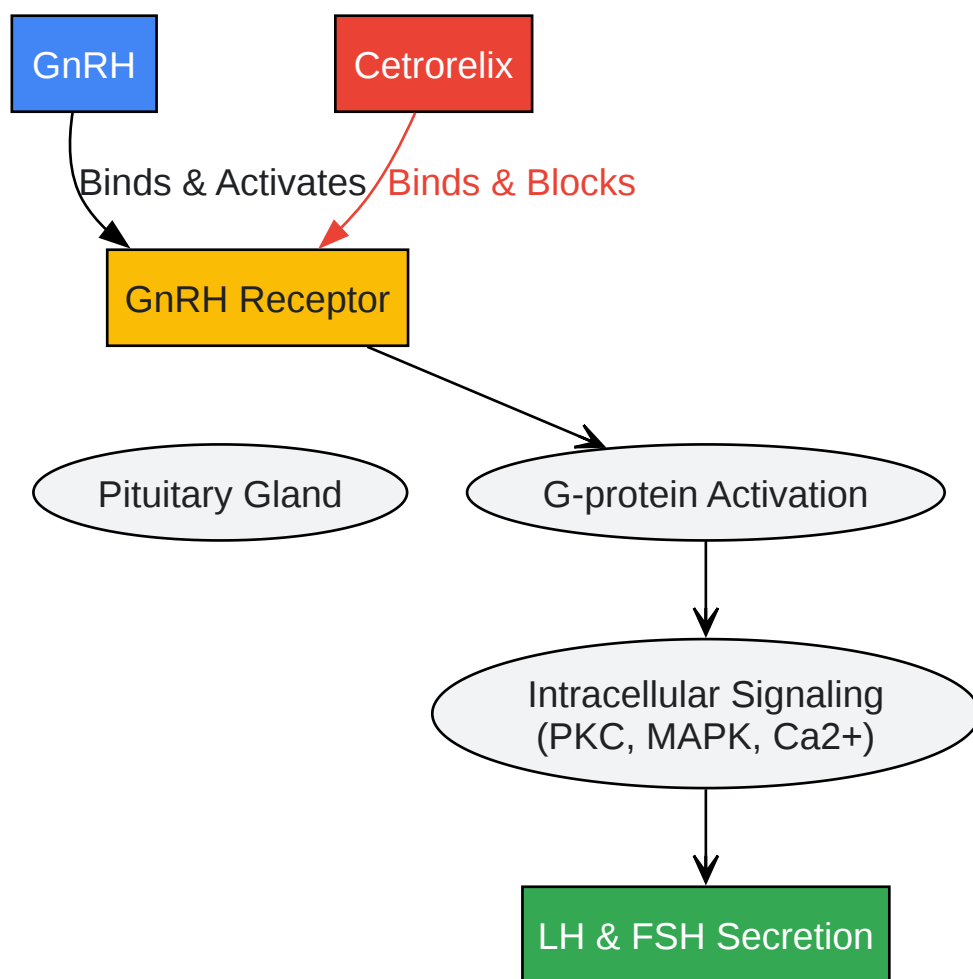 GnRH
Cetrorelix
Binds & Activates
Binds & Blocks
GnRH Receptor
Pituitary Gland
G-protein Activation
Intracellular Signaling
(PKC, MAPK, Ca2+)
LH & FSH Secretion